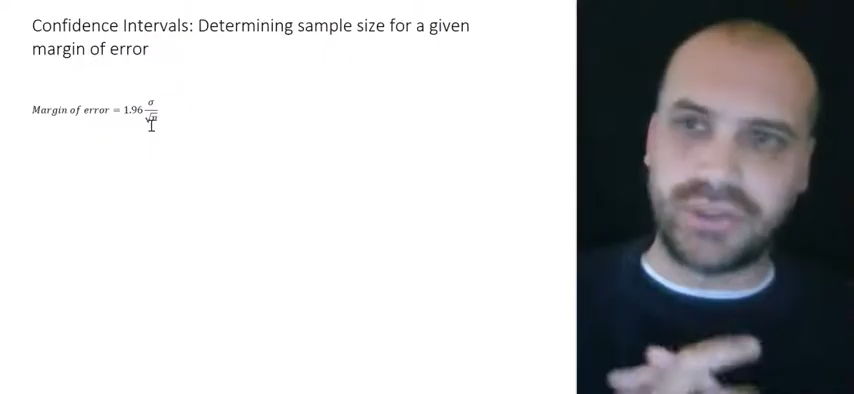 Confidence Intervals: Determining sample size for a given
margin of error
Margin of error = 1.96 σ/√n